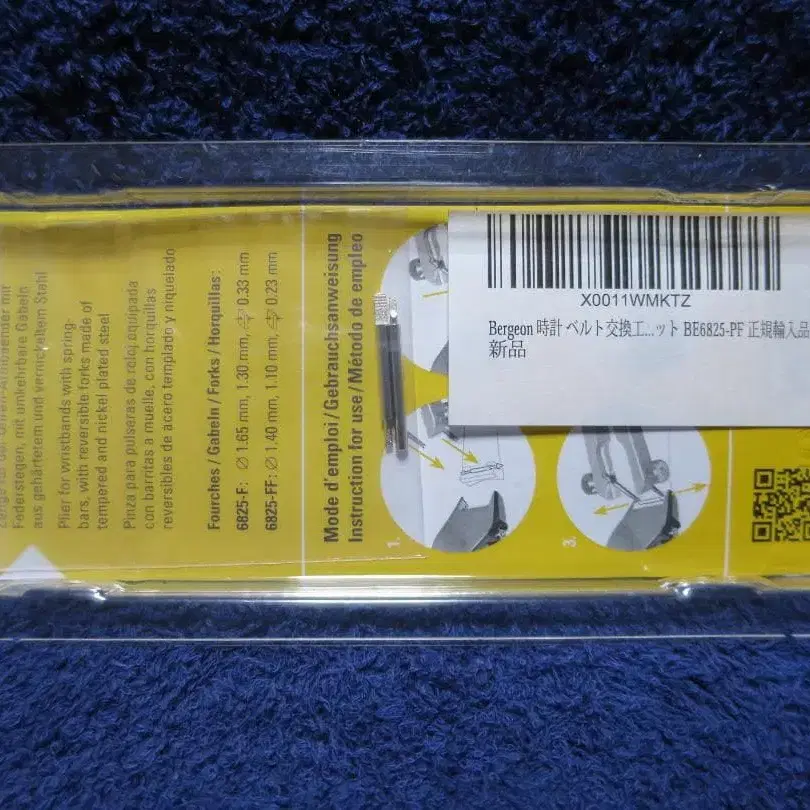 Federstegen, mit umkehrbare Gabeln
aus gehärtetem und vernickeltem Stahl
Plier for wristbands with spring-
bars, with reversible forks made of
tempered and nickel plated steel
Pinza para pulseras de reloj equipada
con barritas a muelle, con horquillas
reversibles de acero templado y niquelado
Fourches / Gabeln / Forks / Horquillas:
6825-F: ∅ 1.65 mm, 1.30 mm, 0.33 mm
6825-FF: ∅ 1.40 mm, 1.10 mm, 0.23 mm
Mode d'emploi / Gebrauchsanweisung
Instruction for use / Método de empleo
1.
3.
X0011WMKTZ
Bergeon 時計 ベルト交換工...ット BE6825-PF 正規輸入品
新品